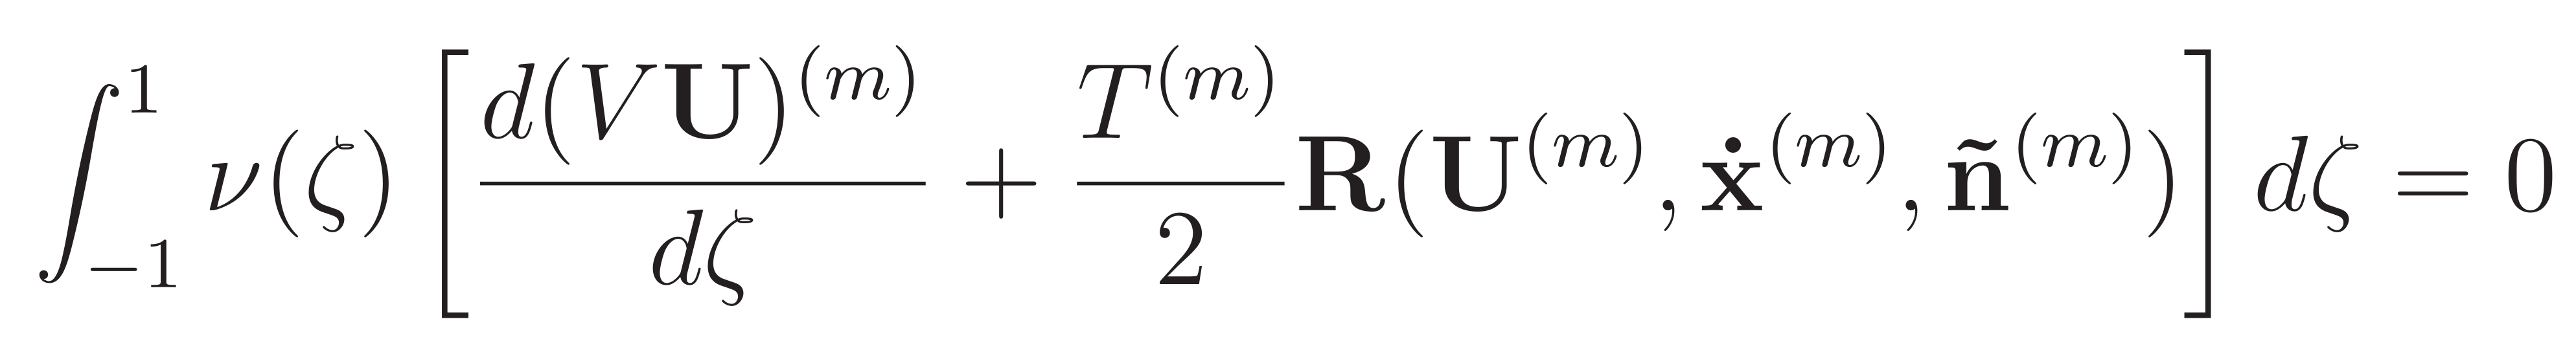 \int_{-1}^{1} \nu(\zeta) \left[ \frac{d(V\mathbf{U})^{(m)}}{d\zeta} + \frac{T^{(m)}}{2} \mathbf{R}(\mathbf{U}^{(m)}, \dot{\mathbf{x}}^{(m)}, \tilde{\mathbf{n}}^{(m)}) \right] d\zeta = 0